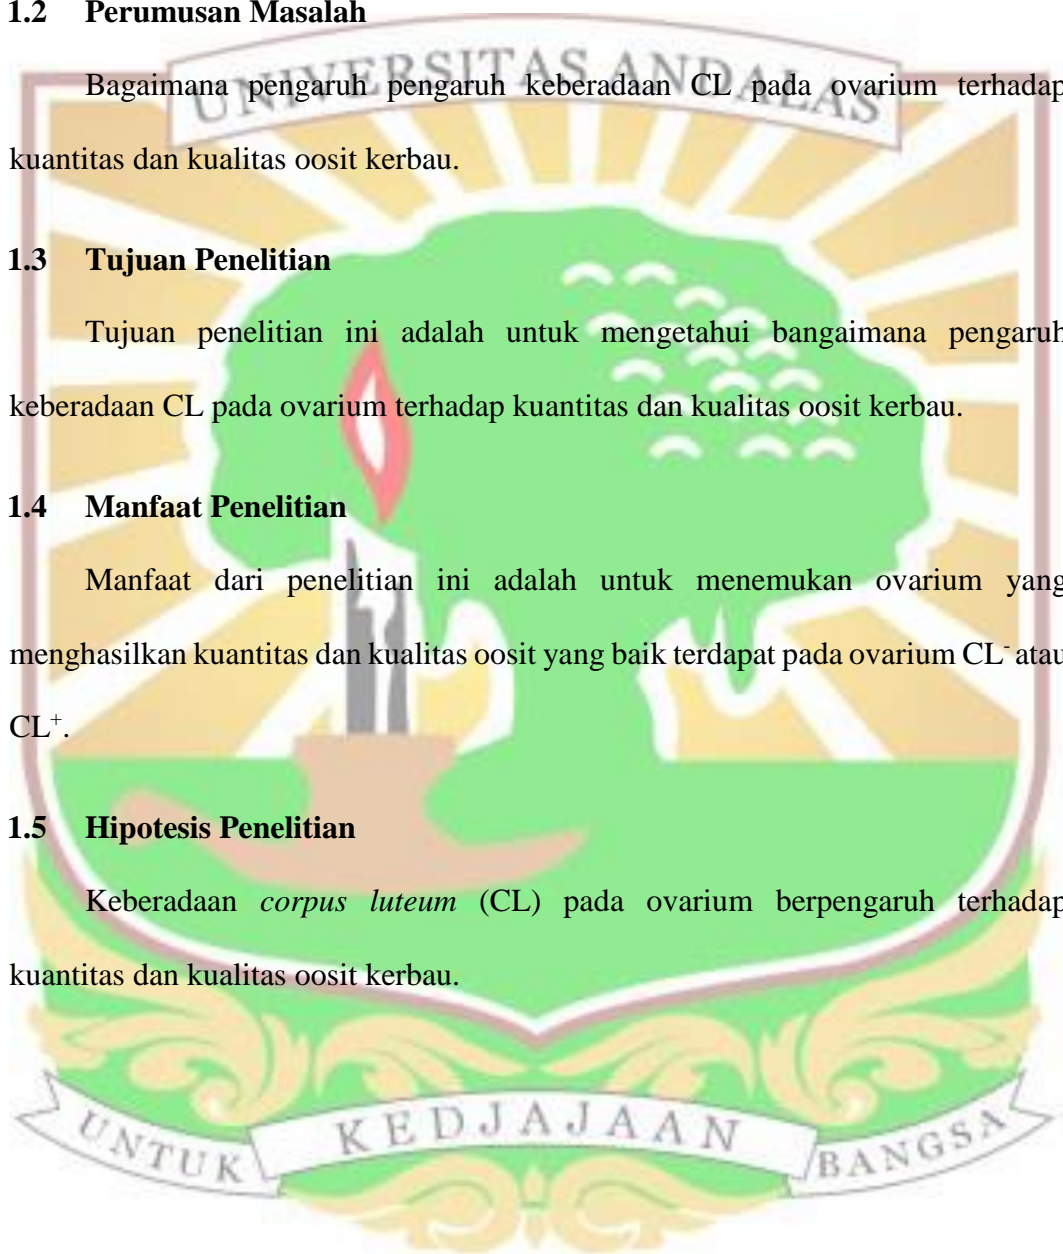 1.2 Perumusan Masalah
UNIVERSITAS ANDALAS
Bagaimana pengaruh pengaruh keberadaan CL pada ovarium terhadap
kuantitas dan kualitas oosit kerbau.
1.3 Tujuan Penelitian
Tujuan penelitian ini adalah untuk mengetahui bangaimana pengaruh
keberadaan CL pada ovarium terhadap kuantitas dan kualitas oosit kerbau.
1.4 Manfaat Penelitian
Manfaat dari penelitian ini adalah untuk menemukan ovarium yang
menghasilkan kuantitas dan kualitas oosit yang baik terdapat pada ovarium CL⁻ atau
CL⁺.
1.5 Hipotesis Penelitian
Keberadaan corpus luteum (CL) pada ovarium berpengaruh terhadap
kuantitas dan kualitas oosit kerbau.
UNTUK KEDJAJAAN BANGSA